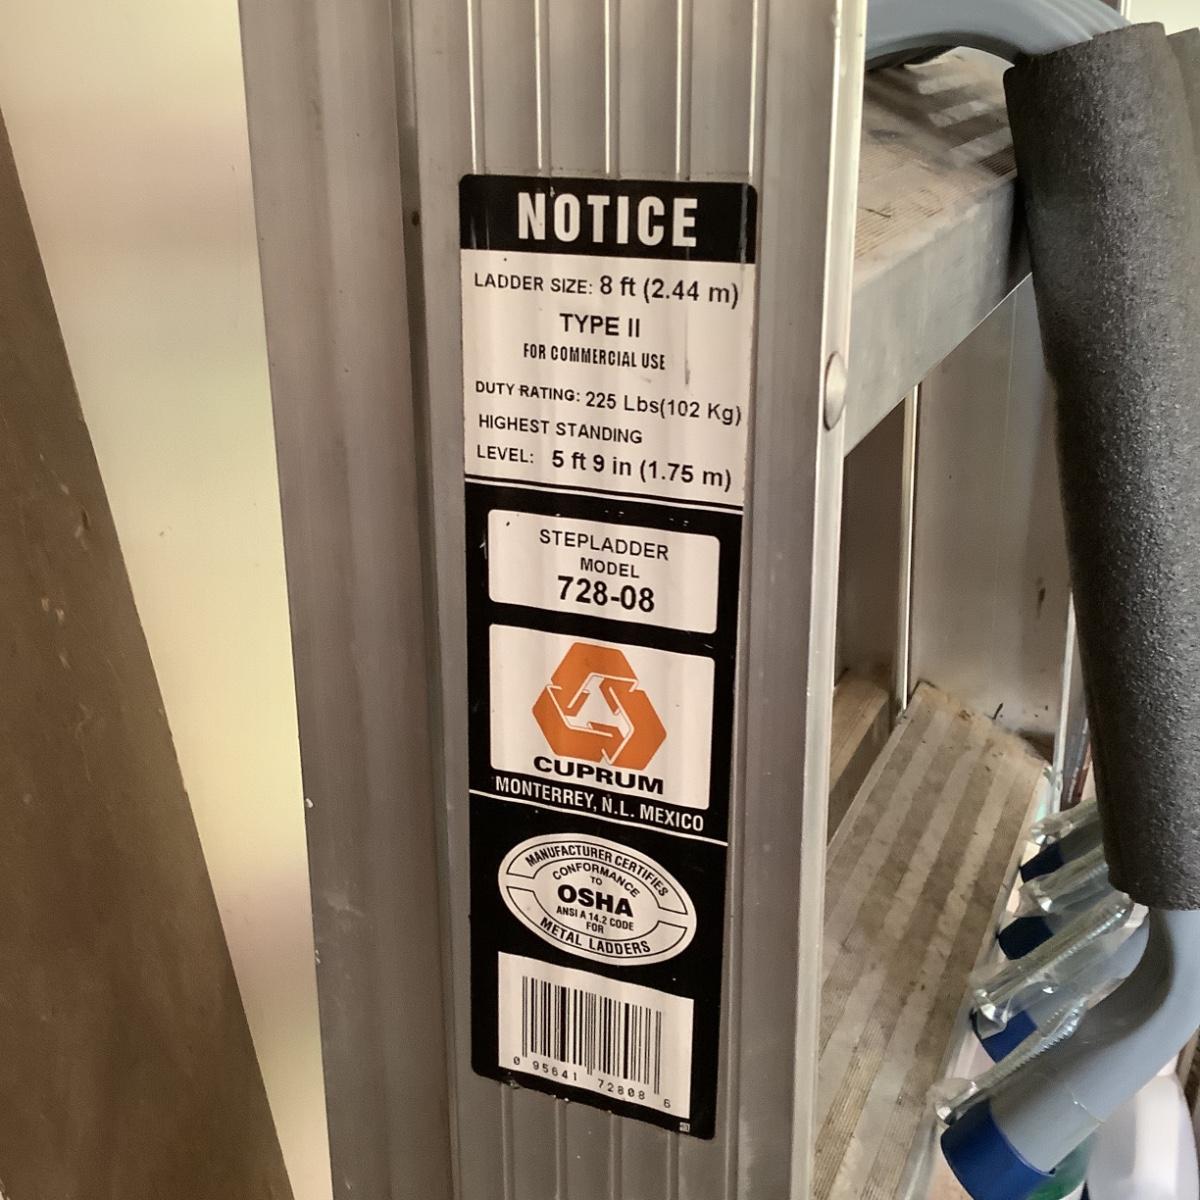 NOTICE
LADDER SIZE: 8 ft (2.44 m)
TYPE II
FOR COMMERCIAL USE
DUTY RATING: 225 Lbs(102 Kg)
HIGHEST STANDING
LEVEL: 5 ft 9 in (1.75 m)
STEPLADDER
MODEL
728-08
CUPRUM
MONTERREY, N.L. MEXICO
MANUFACTURER CERTIFIES
CONFORMANCE
TO
OSHA
ANSI A 14.2 CODE
FOR
METAL LADDERS
0 95641 72808 6